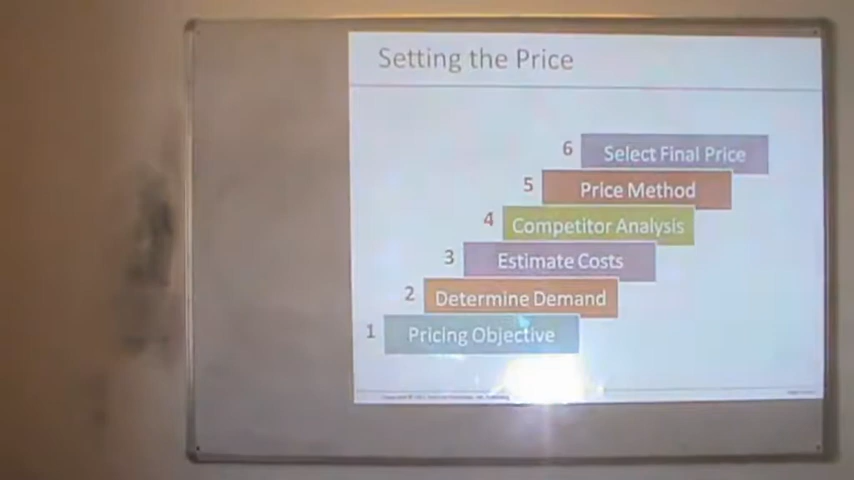 Setting the Price
6 Select Final Price
5 Price Method
4 Competitor Analysis
3 Estimate Costs
2 Determine Demand
1 Pricing Objective